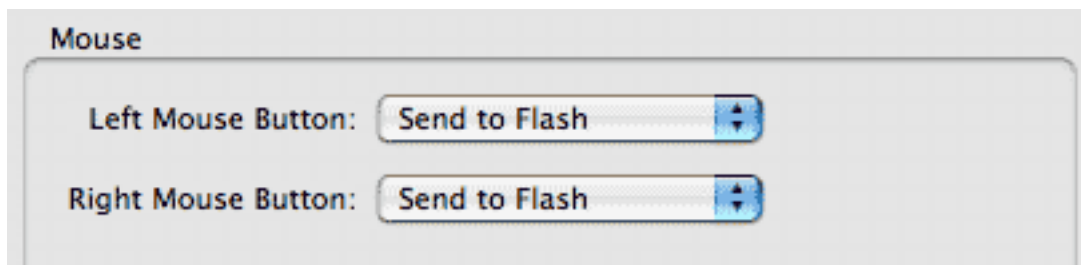 Mouse
Left Mouse Button: Send to Flash
Right Mouse Button: Send to Flash